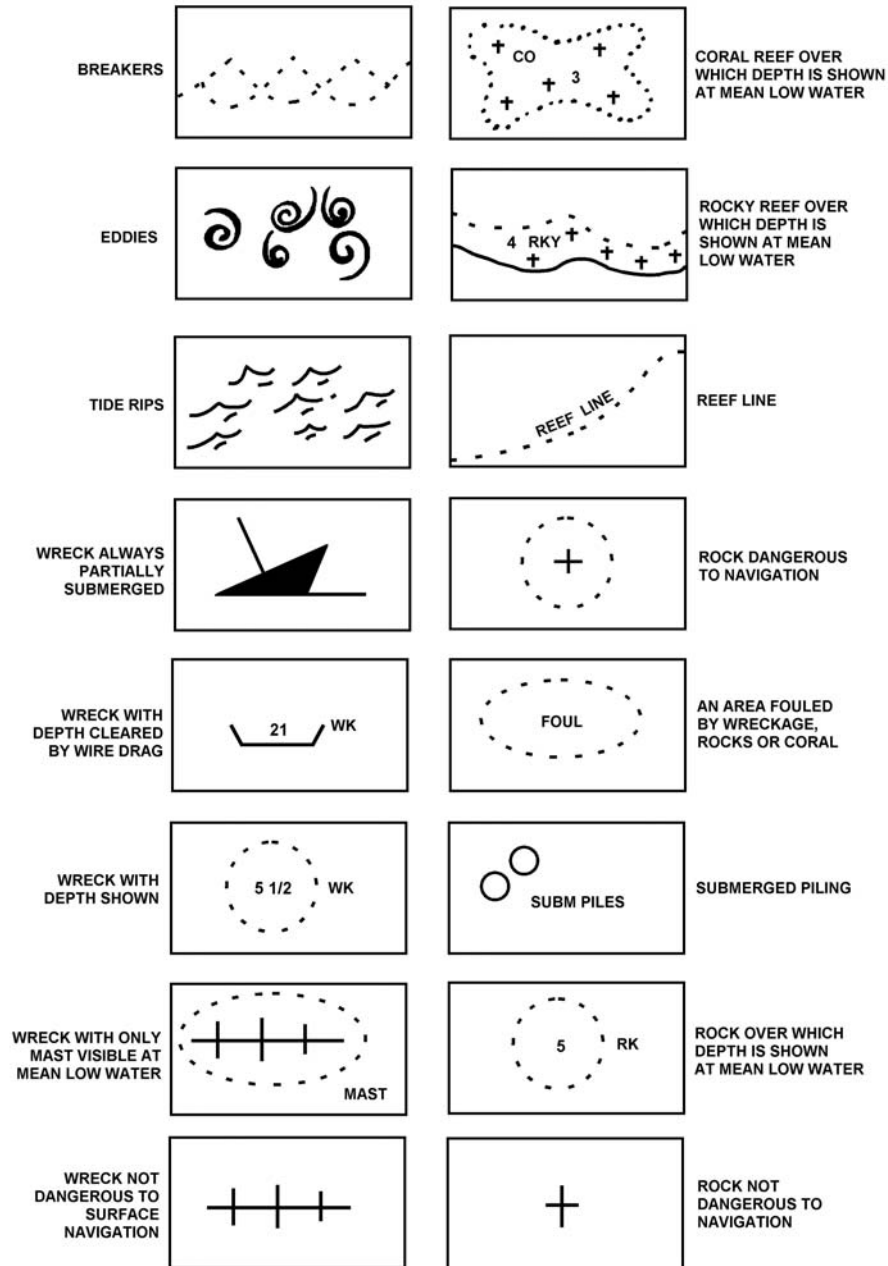 BREAKERS
CO
3
CORAL REEF OVER
WHICH DEPTH IS SHOWN
AT MEAN LOW WATER
EDDIES
4 RKY
ROCKY REEF OVER
WHICH DEPTH IS
SHOWN AT MEAN
LOW WATER
TIDE RIPS
REEF LINE
REEF LINE
WRECK ALWAYS
PARTIALLY
SUBMERGED
ROCK DANGEROUS
TO NAVIGATION
WRECK WITH
DEPTH CLEARED
BY WIRE DRAG
21 WK
FOUL
AN AREA FOULED
BY WRECKAGE,
ROCKS OR CORAL
WRECK WITH
DEPTH SHOWN
5 1/2 WK
SUBM PILES
SUBMERGED PILING
WRECK WITH ONLY
MAST VISIBLE AT
MEAN LOW WATER
MAST
5 RK
ROCK OVER WHICH
DEPTH IS SHOWN
AT MEAN LOW WATER
WRECK NOT
DANGEROUS TO
SURFACE
NAVIGATION
ROCK NOT
DANGEROUS TO
NAVIGATION